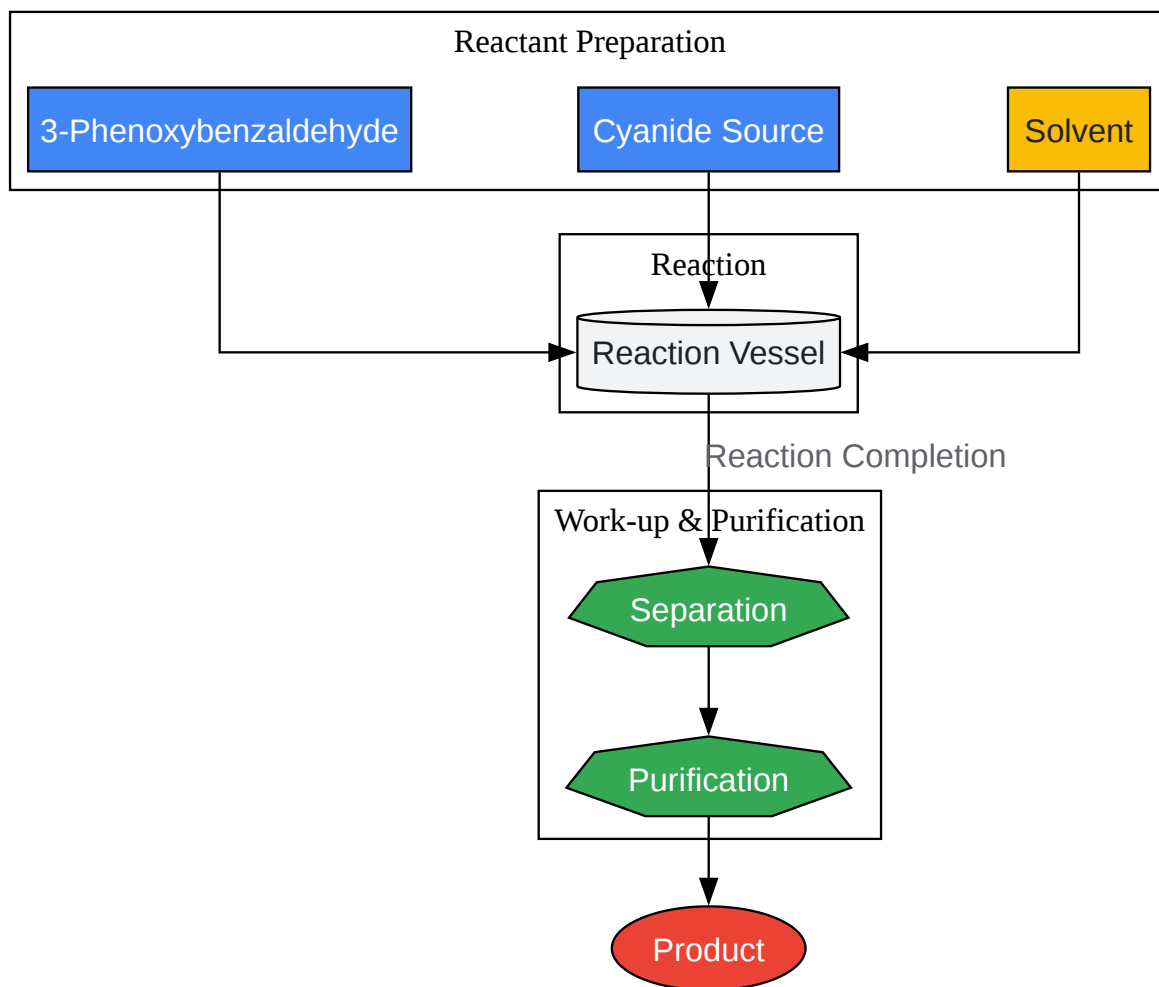 Reactant Preparation
3-Phenoxybenzaldehyde
Cyanide Source
Solvent
Reaction
Reaction Vessel
Reaction Completion
Work-up & Purification
Separation
Purification
Product